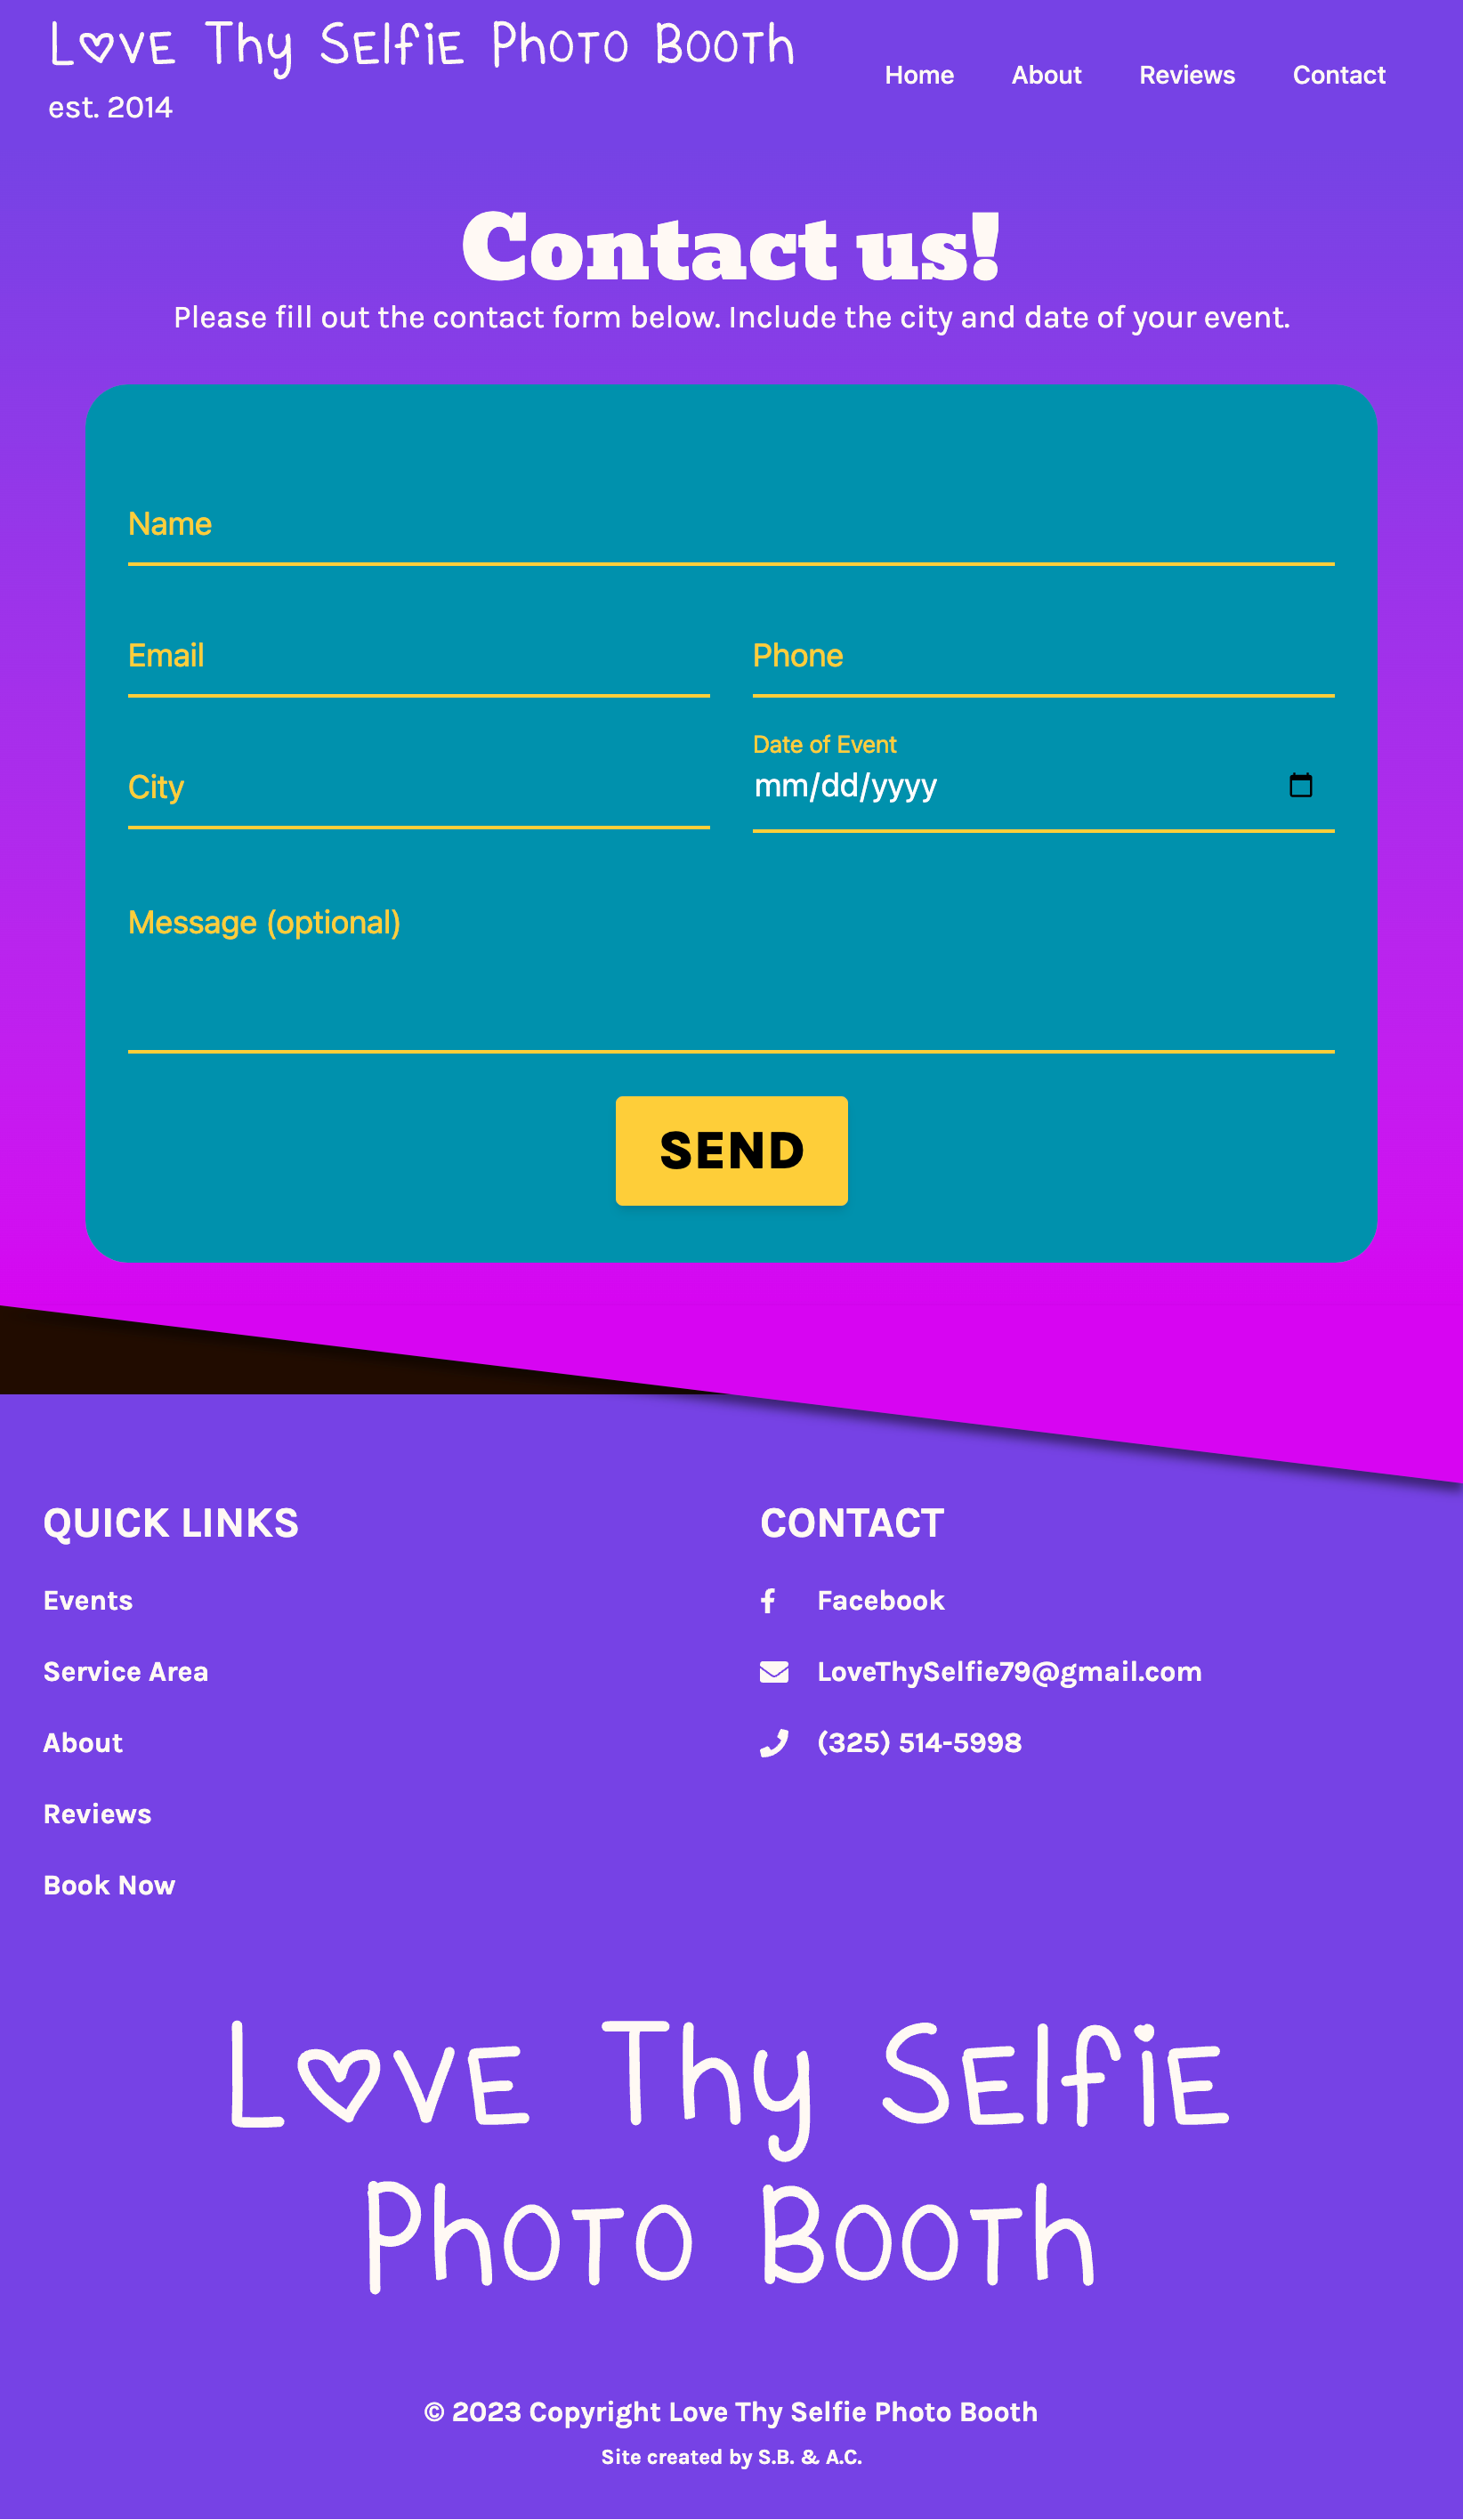 Love Thy Selfie Photo Booth
est. 2014
Home About Reviews Contact
Contact us!
Please fill out the contact form below. Include the city and date of your event.
Name
Email Phone
Date of Event
City mm/dd/yyyy
Message (optional)
SEND
QUICK LINKS
Events
Service Area
About
Reviews
Book Now
CONTACT
Facebook
LoveThySelfie79@gmail.com
(325) 514-5998
Love Thy Selfie
Photo Booth
© 2023 Copyright Love Thy Selfie Photo Booth
Site created by S.B. & A.C.